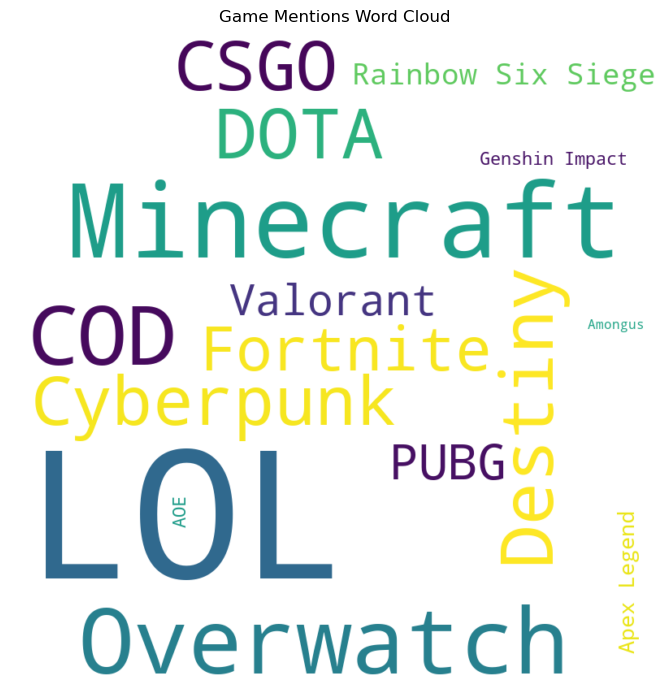 Game Mentions Word Cloud
CSGO
Rainbow Six Siege
DOTA
Genshin Impact
Minecraft
Valorant
Destiny
COD
Amongus
Fortnite
Cyberpunk
PUBG
LOL
AOE
Apex Legend
Overwatch